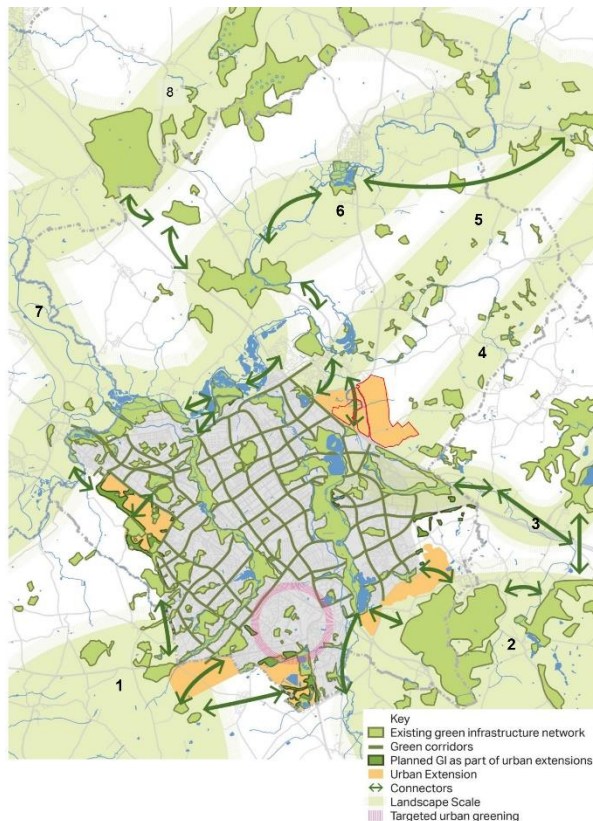 8
6
5
7
4
3
2
1
Key
Existing green infrastructure network
Green corridors
Planned GI as part of urban extensions
Urban Extension
Connectors
Landscape Scale
Targeted urban greening